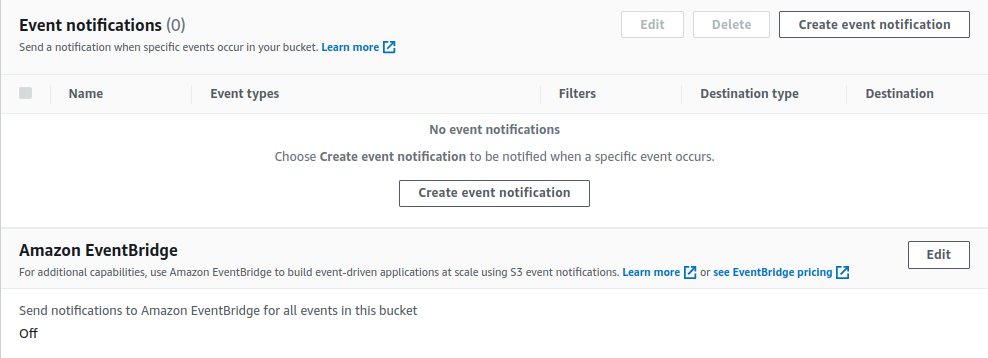 Event notifications (0) Edit Delete Create event notification
Send a notification when specific events occur in your bucket. Learn more
Name Event types Filters Destination type Destination
No event notifications
Choose Create event notification to be notified when a specific event occurs.
Create event notification
Amazon EventBridge Edit
For additional capabilities, use Amazon EventBridge to build event-driven applications at scale using S3 event notifications. Learn more or see EventBridge pricing
Send notifications to Amazon EventBridge for all events in this bucket
Off